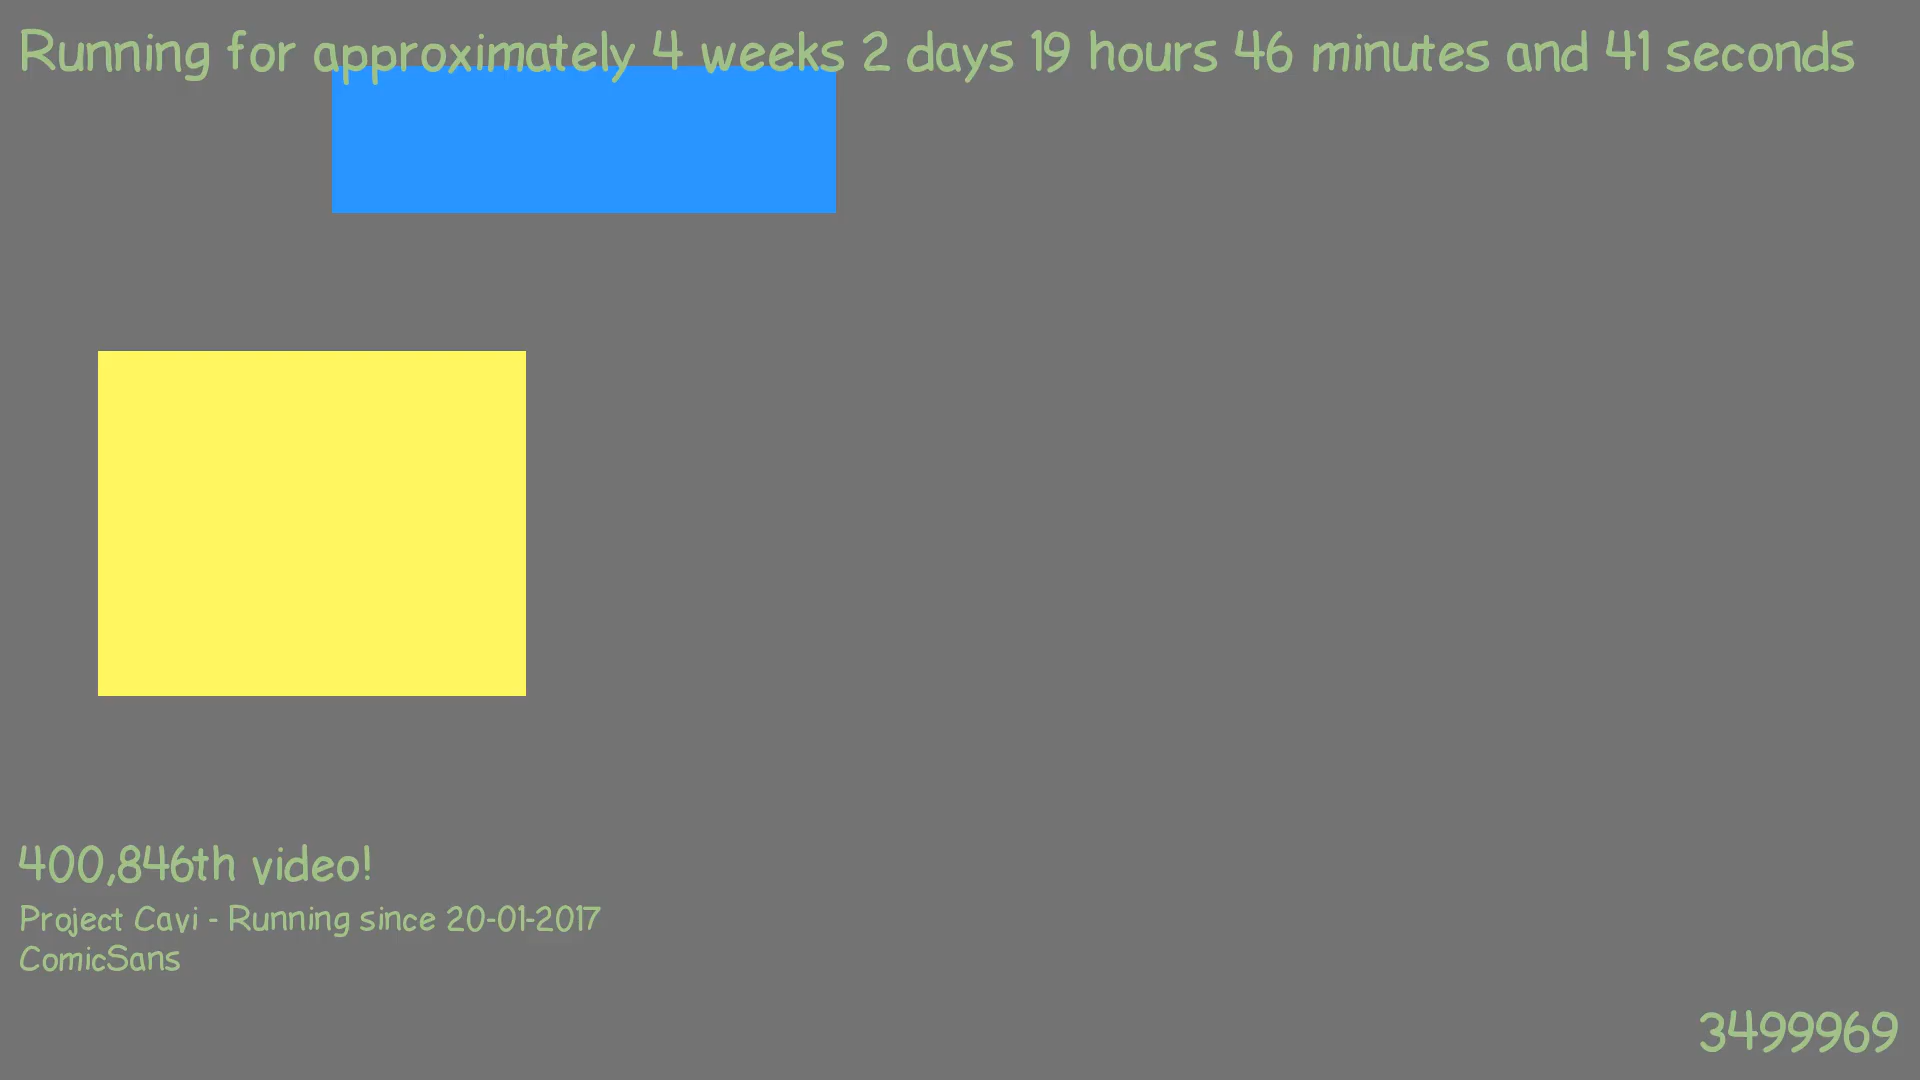 Running for approximately 4 weeks 2 days 19 hours 46 minutes and 41 seconds
400,846th video!
Project Cavi - Running since 20-01-2017
ComicSans
3499969